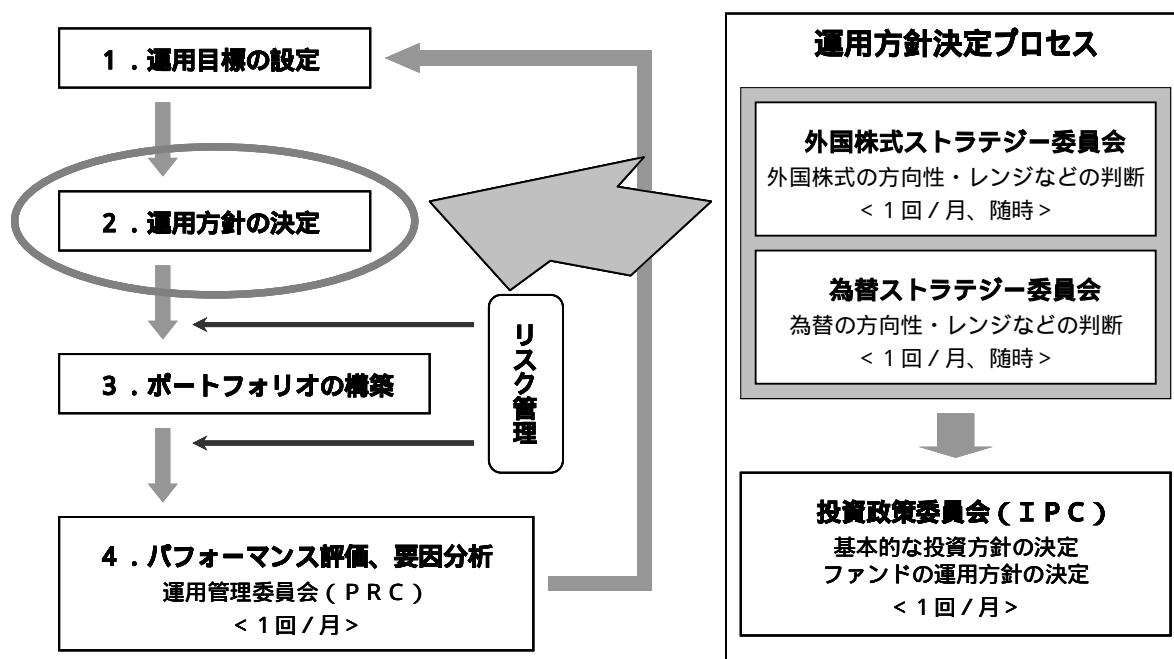 １．運用目標の設定
２．運用方針の決定
３．ポートフォリオの構築
４．パフォーマンス評価、要因分析
運用管理委員会（ＰＲＣ）
＜１回／月＞
リスク管理
運用方針決定プロセス
外国株式ストラテジー委員会
外国株式の方向性・レンジなどの判断
＜１回／月、随時＞
為替ストラテジー委員会
為替の方向性・レンジなどの判断
＜１回／月、随時＞
投資政策委員会（ＩＰＣ）
基本的な投資方針の決定
ファンドの運用方針の決定
＜１回／月＞